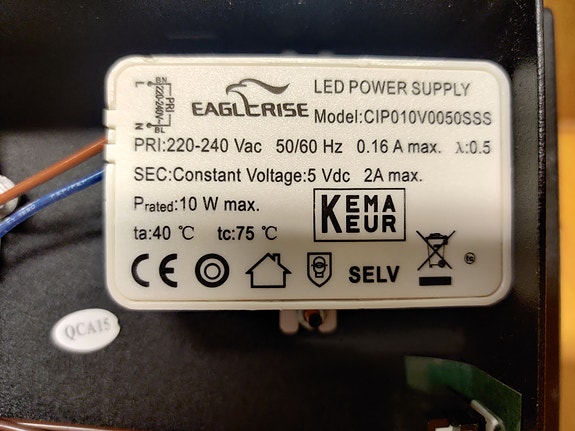 L BN
PRI
220-240V~
N BL
EAGLERISE
LED POWER SUPPLY
Model:CIP010V0050SSS
PRI:220-240 Vac 50/60 Hz 0.16 A max. λ:0.5
SEC:Constant Voltage:5 Vdc 2A max.
Prated:10 W max.
KEMA
KEUR
ta:40 ℃ tc:75 ℃
CE
SELV
QCA15